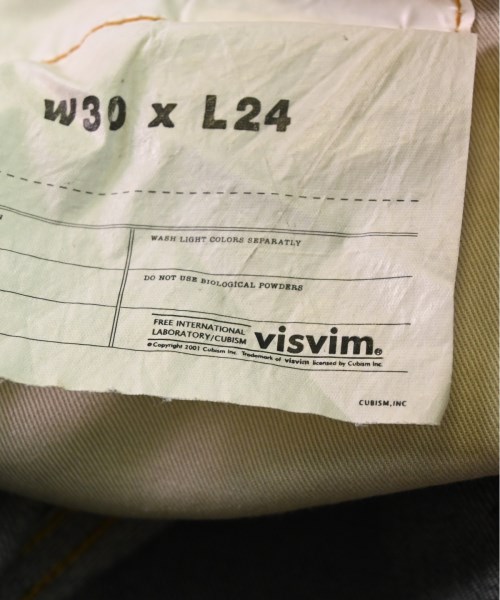 W30 x L24
WASH LIGHT COLORS SEPARATLY
DO NOT USE BIOLOGICAL POWDERS
FREE INTERNATIONAL
LABORATORY/CUBISM
visvim®
©Copyright 2001 Cubism Inc. Trademark of visvim licensed by Cubism Inc
CUBISM,INC